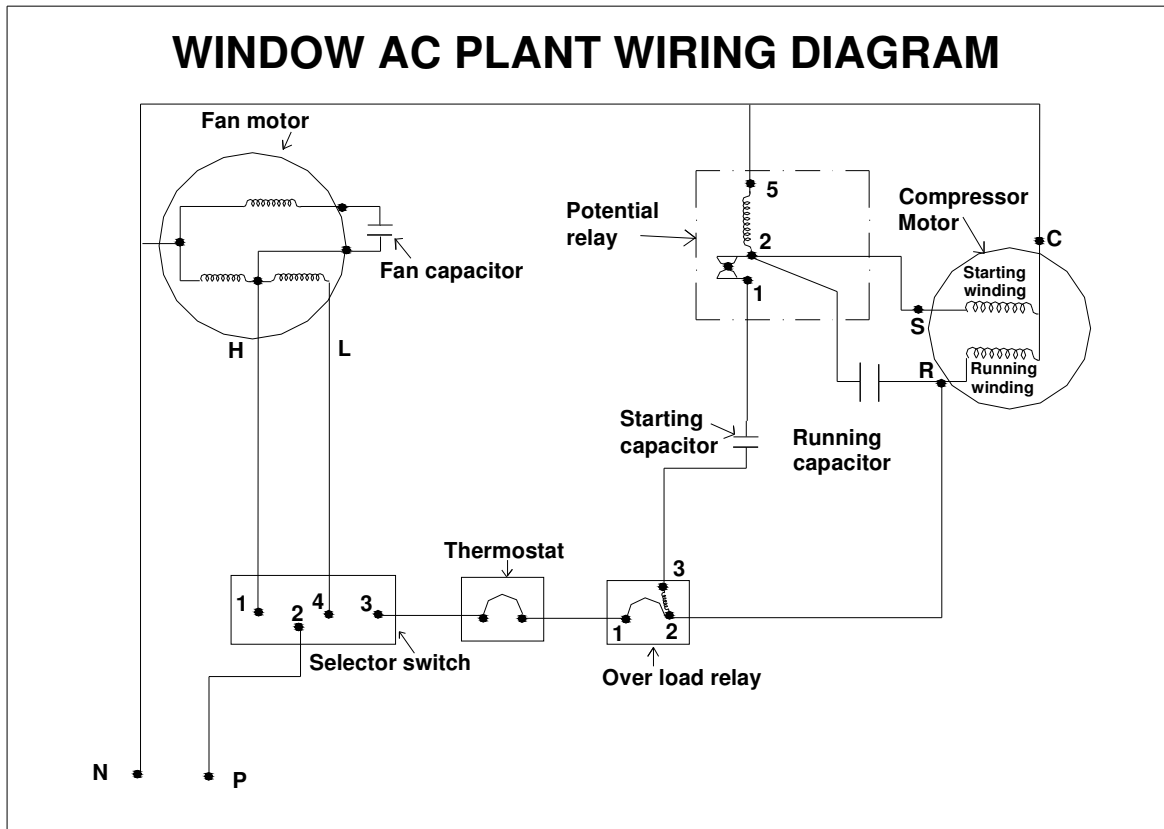 WINDOW AC PLANT WIRING DIAGRAM
Fan motor
Fan capacitor
H
L
Potential
relay
5
2
1
Compressor
Motor
C
Starting
winding
S
R
Running
winding
Starting
capacitor
Running
capacitor
Thermostat
1
2
4
3
Selector switch
3
1
2
Over load relay
N
P